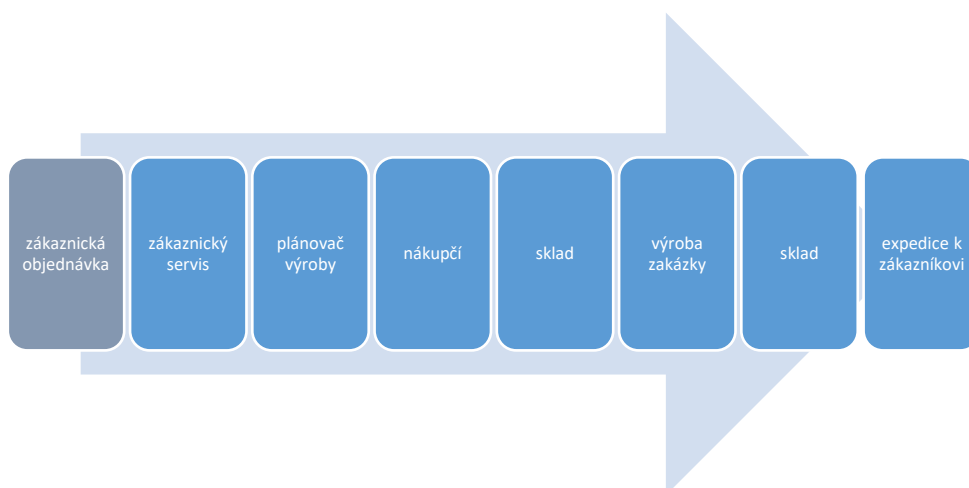 zákaznická
objednávka
zákaznický
servis
plánovač
výroby
nákupčí
sklad
výroba
zakázky
sklad
expedice k
zákazníkovi